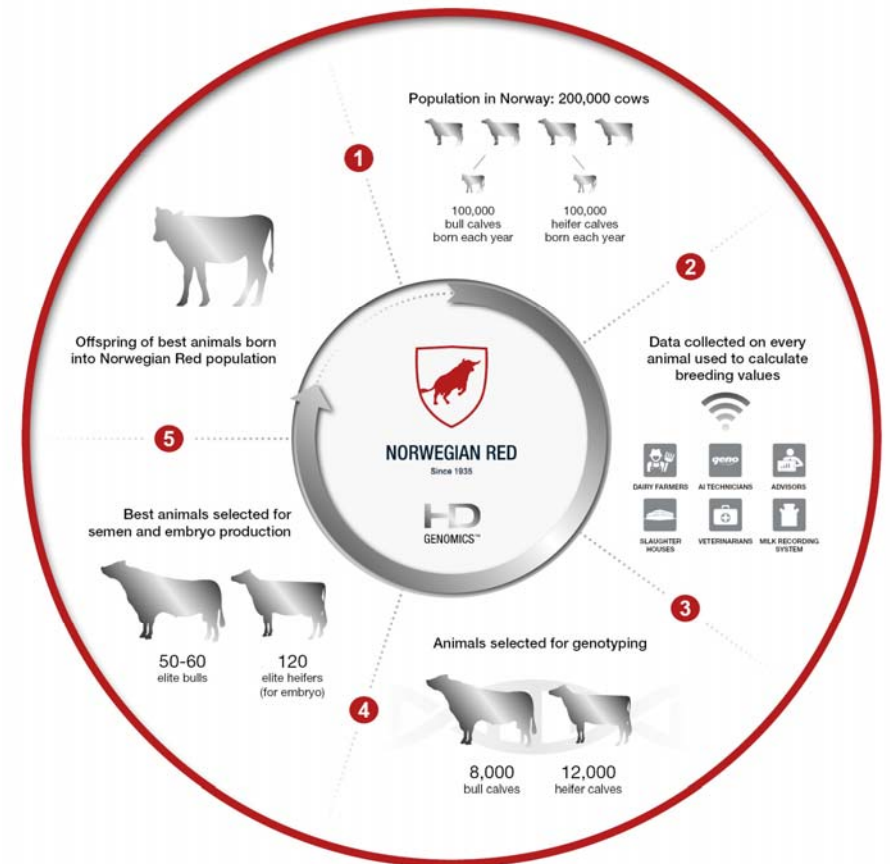 Population in Norway: 200,000 cows
100,000
bull calves
born each year
100,000
heifer calves
born each year
1
2
Data collected on every
animal used to calculate
breeding values
DAIRY FARMERS
geno
AI TECHNICIANS
ADVISORS
SLAUGHTER
HOUSES
VETERINARIANS
MILK RECORDING
SYSTEM
3
Animals selected for genotyping
8,000
bull calves
12,000
heifer calves
4
Best animals selected for
semen and embryo production
50-60
elite bulls
120
elite heifers
(for embryo)
5
Offspring of best animals born
into Norwegian Red population
NORWEGIAN RED
Since 1935
HD
GENOMICS™